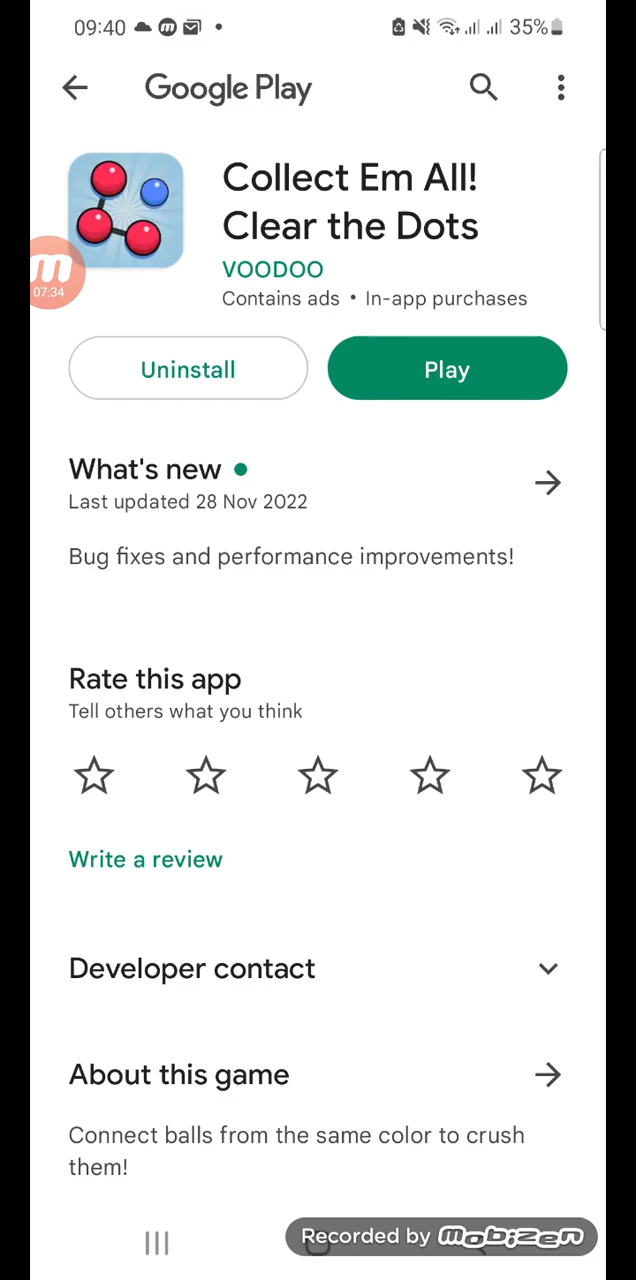 09:40
35%
Google Play
Collect Em All!
Clear the Dots
VOODOO
Contains ads • In-app purchases
07:34
Uninstall
Play
What's new
Last updated 28 Nov 2022
Bug fixes and performance improvements!
Rate this app
Tell others what you think
Write a review
Developer contact
About this game
Connect balls from the same color to crush
them!
Recorded by mobizen